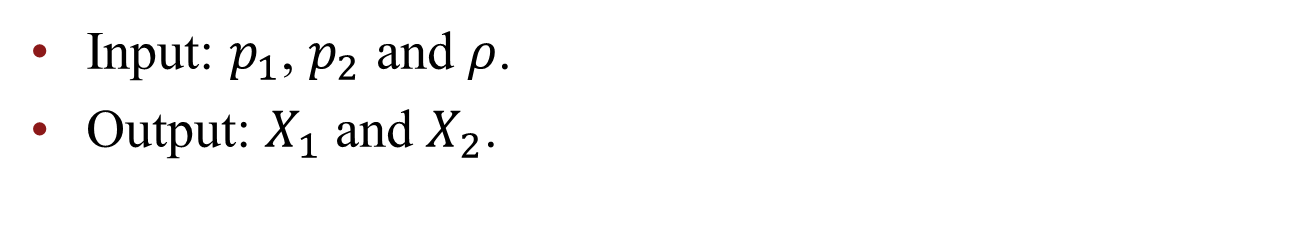 • Input: 𝑝₁, 𝑝₂ and 𝜌.
• Output: 𝑋₁ and 𝑋₂.